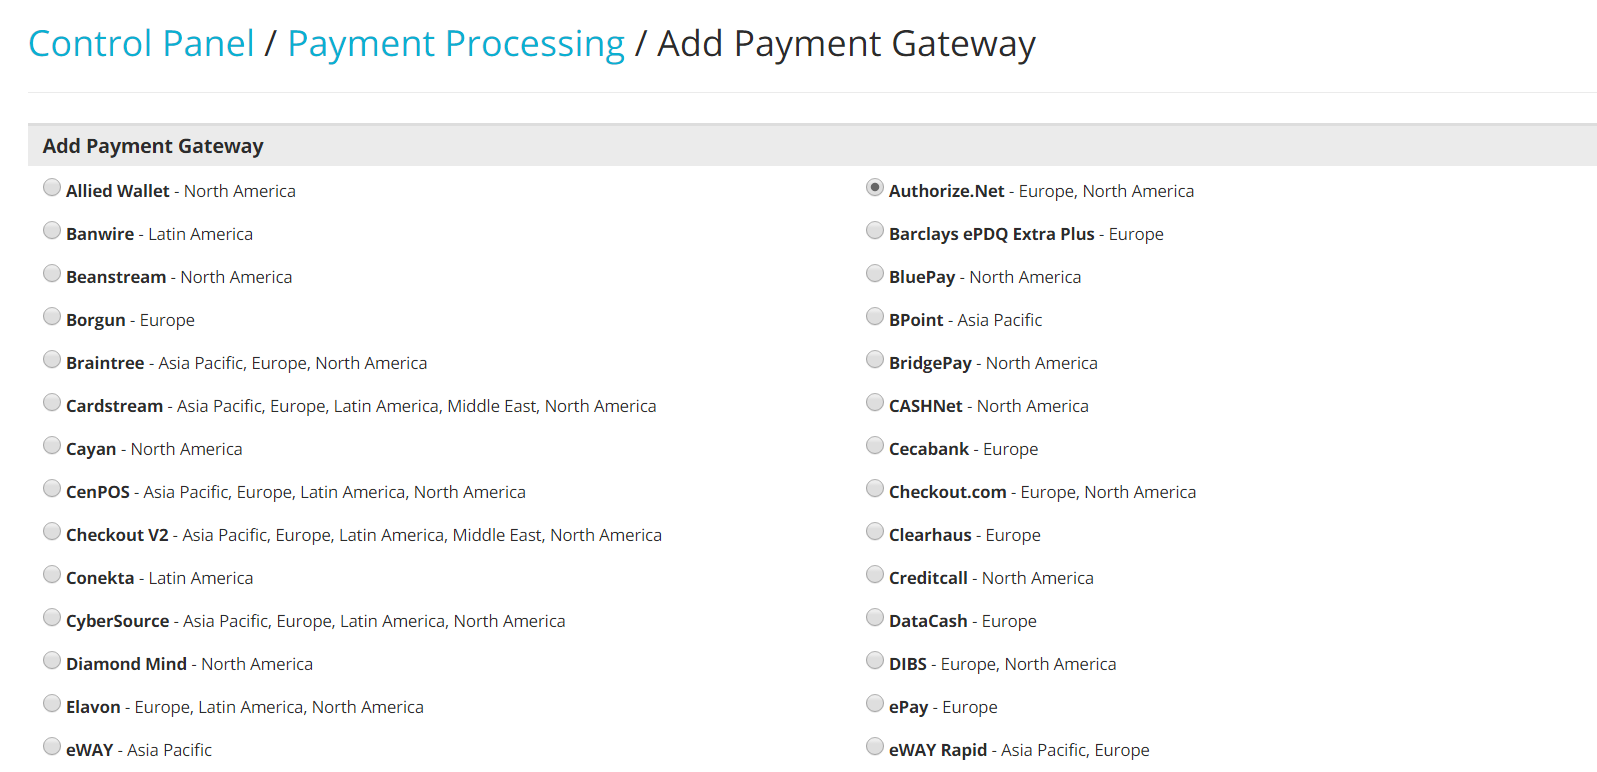 Control Panel / Payment Processing / Add Payment Gateway
Add Payment Gateway
Allied Wallet - North America
Authorize.Net - Europe, North America
Banwire - Latin America
Barclays ePDQ Extra Plus - Europe
Beanstream - North America
BluePay - North America
Borgun - Europe
BPoint - Asia Pacific
Braintree - Asia Pacific, Europe, North America
BridgePay - North America
Cardstream - Asia Pacific, Europe, Latin America, Middle East, North America
CASHNet - North America
Cayan - North America
Cecabank - Europe
CenPOS - Asia Pacific, Europe, Latin America, North America
Checkout.com - Europe, North America
Checkout V2 - Asia Pacific, Europe, Latin America, Middle East, North America
Clearhaus - Europe
Conekta - Latin America
Creditcall - North America
CyberSource - Asia Pacific, Europe, Latin America, North America
DataCash - Europe
Diamond Mind - North America
DIBS - Europe, North America
Elavon - Europe, Latin America, North America
ePay - Europe
eWAY - Asia Pacific
eWAY Rapid - Asia Pacific, Europe